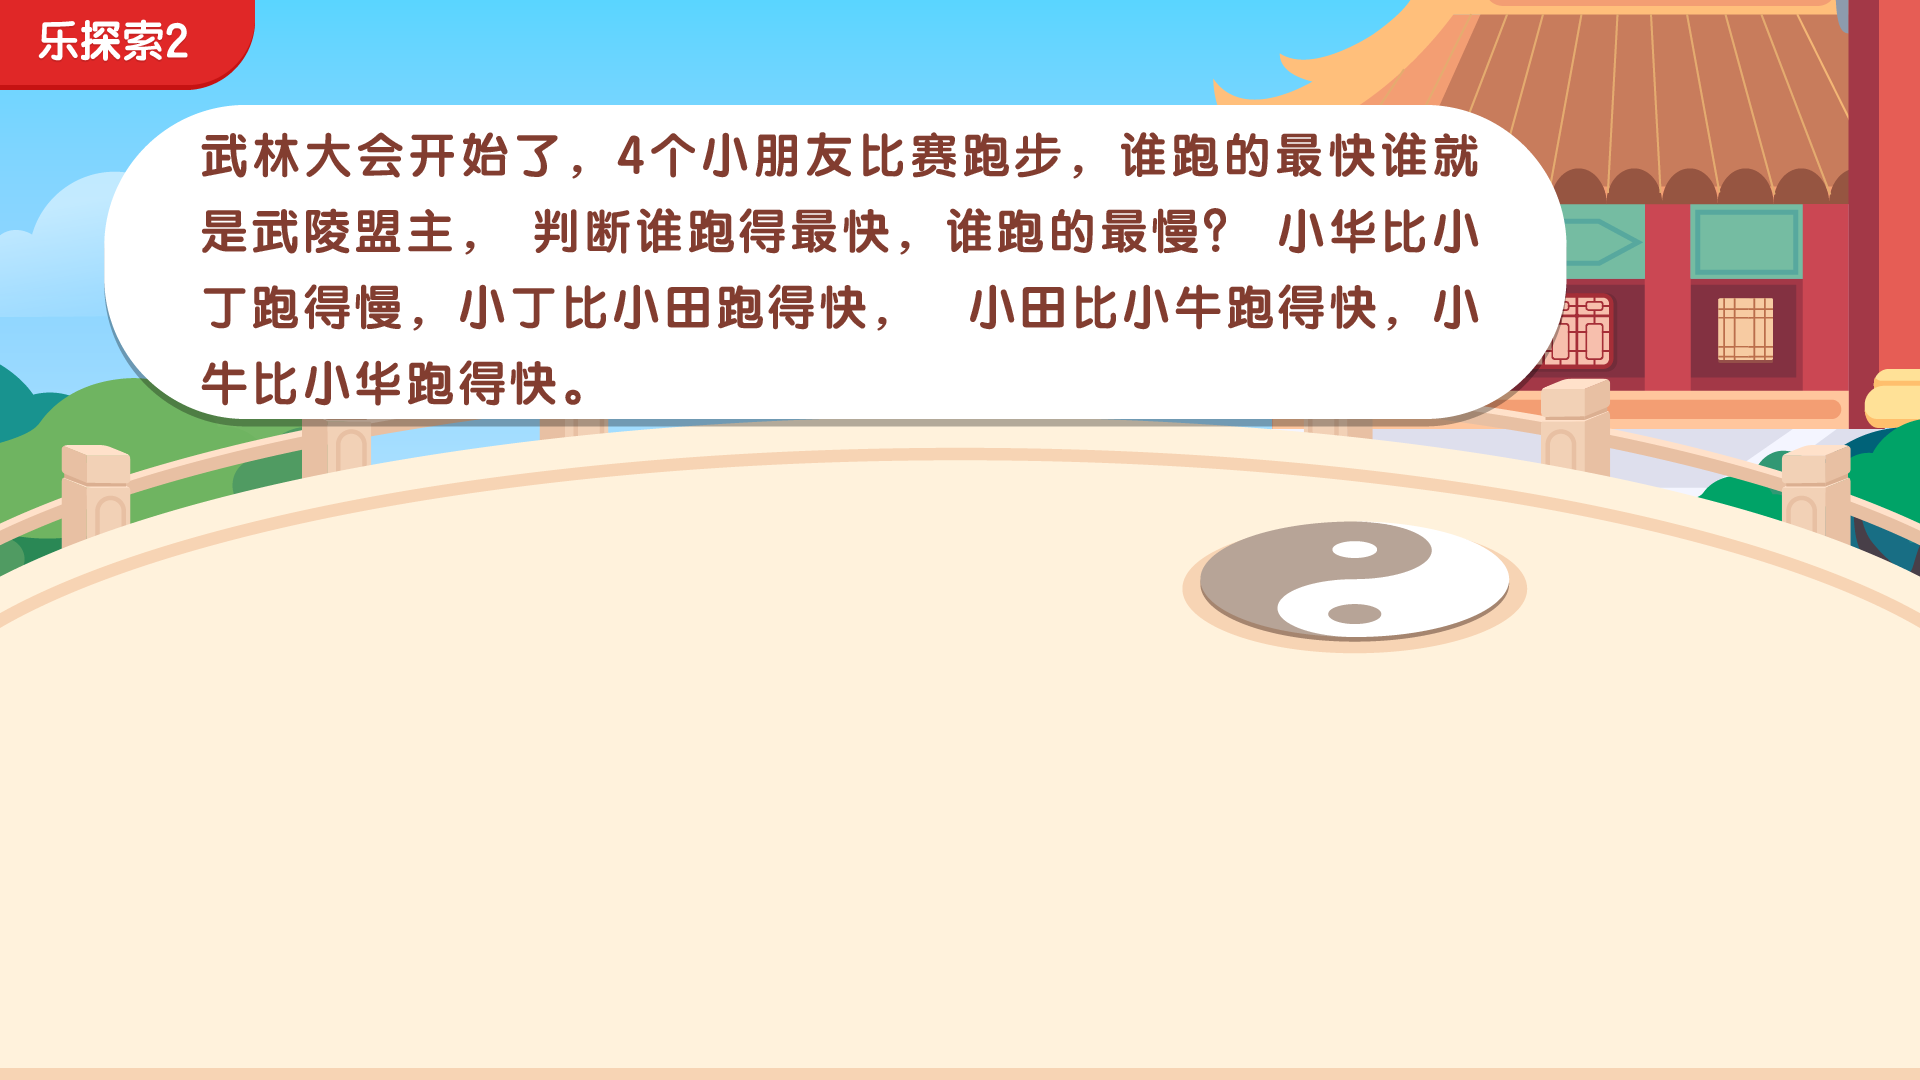 乐探索2
武林大会开始了，4个小朋友比赛跑步，谁跑的最快谁就
是武陵盟主， 判断谁跑得最快，谁跑的最慢? 小华比小
丁跑得慢，小丁比小田跑得快， 小田比小牛跑得快，小
牛比小华跑得快。